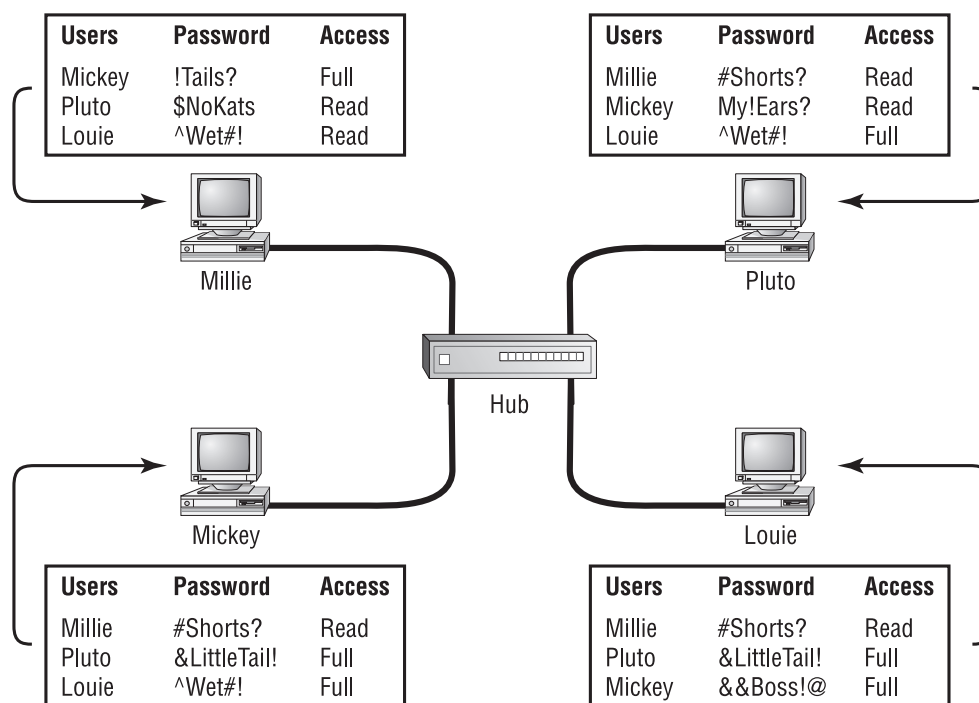 Users Password Access
Mickey !Tails? Full
Pluto $NoKats Read
Louie ^Wet#! Read
Users Password Access
Millie #Shorts? Read
Mickey My!Ears? Read
Louie ^Wet#! Full
Millie
Pluto
Hub
Mickey
Louie
Users Password Access
Millie #Shorts? Read
Pluto &LittleTail! Full
Louie ^Wet#! Full
Users Password Access
Millie #Shorts? Read
Pluto &LittleTail! Full
Mickey &&Boss!@ Full